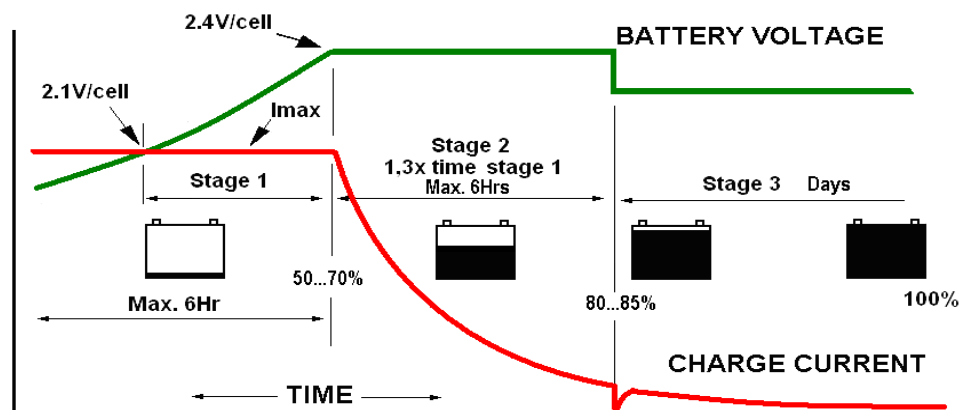 2.4V/cell
BATTERY VOLTAGE
2.1V/cell
Imax
Stage 1
Stage 2
1,3x time stage 1
Max. 6Hrs
Stage 3 Days
50...70%
80...85%
100%
Max. 6Hr
CHARGE CURRENT
TIME